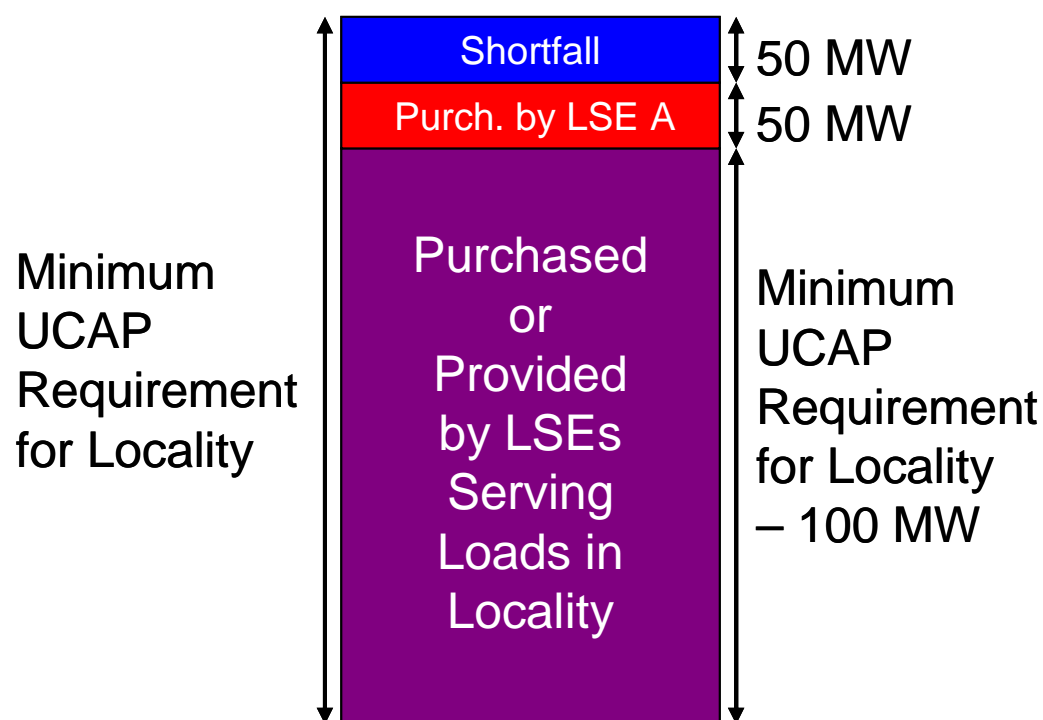 Shortfall
50 MW
Purch. by LSE A
50 MW
Minimum
UCAP
Requirement
for Locality
Purchased
or
Provided
by LSEs
Serving
Loads in
Locality
Minimum
UCAP
Requirement
for Locality
– 100 MW